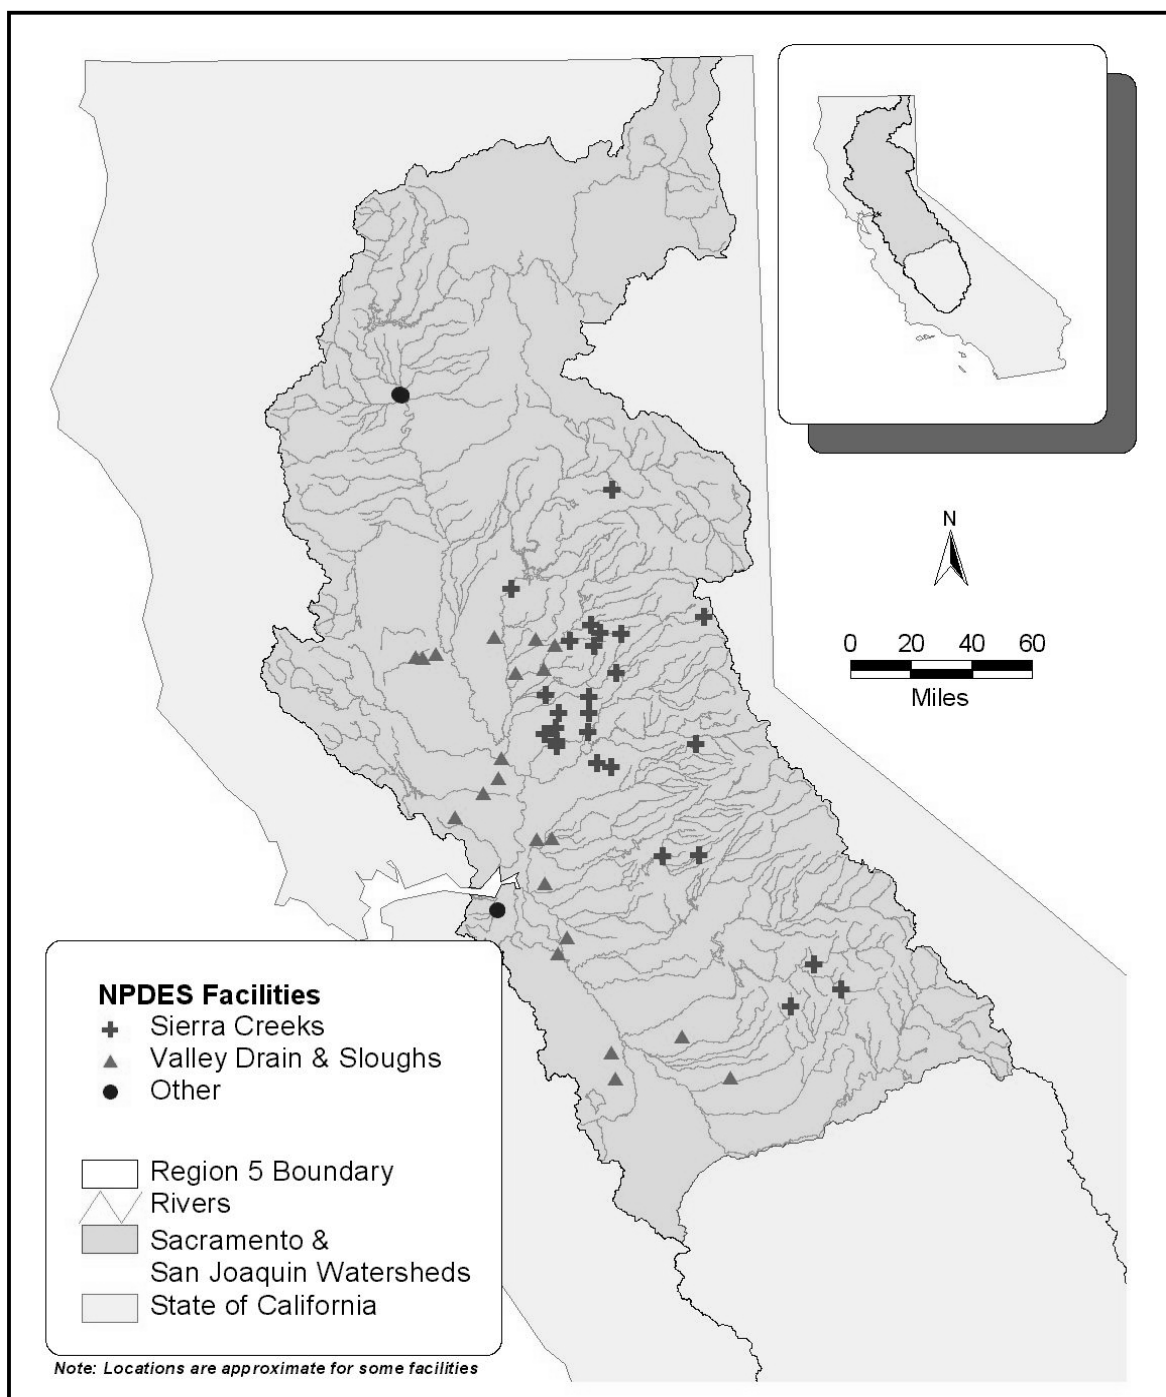 N
0 20 40 60
Miles
NPDES Facilities
Sierra Creeks
Valley Drain & Sloughs
Other
Region 5 Boundary
Rivers
Sacramento &
San Joaquin Watersheds
State of California
Note: Locations are approximate for some facilities